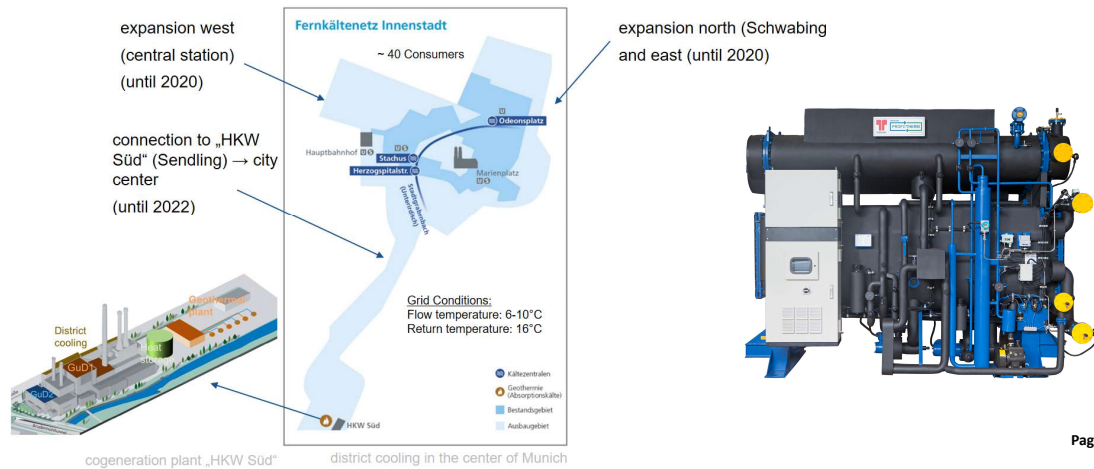 expansion west
(central station)
(until 2020)
connection to „HKW
Süd“ (Sendling) → city
center
(until 2022)
Fernkältenetz Innenstadt
~ 40 Consumers
expansion north (Schwabing
and east (until 2020)
U
Odeonsplatz
Hauptbahnhof U S
U S
Stachus
Herzogspitalstr.
Marienplatz
U S
Stadtgrabenbach
(Unterirdisch)
Grid Conditions:
Flow temperature: 6-10°C
Return temperature: 16°C
Kältezentralen
Geothermie
(Absorptionskälte)
Bestandsgebiet
Ausbaugebiet
HKW Süd
Geothermal
plant
District
cooling
GuD1
GuD2
cogeneration plant „HKW Süd“
district cooling in the center of Munich
Pag